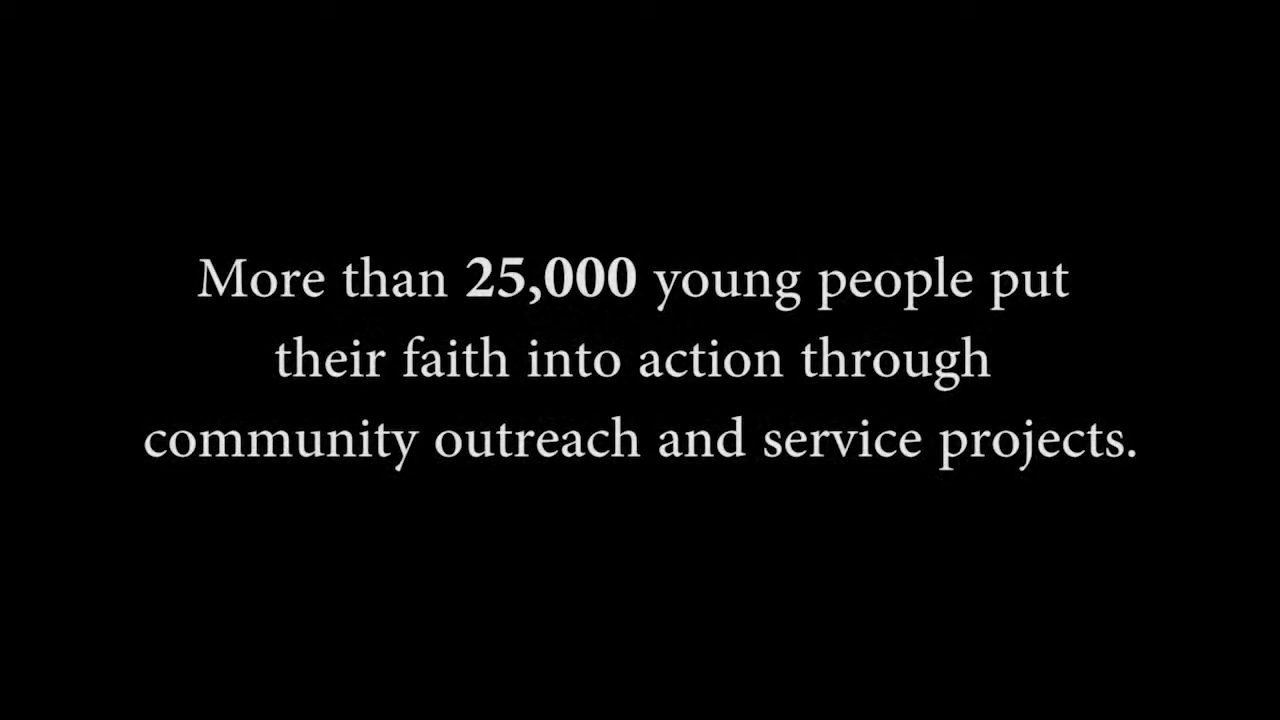 More than 25,000 young people put
their faith into action through
community outreach and service projects.